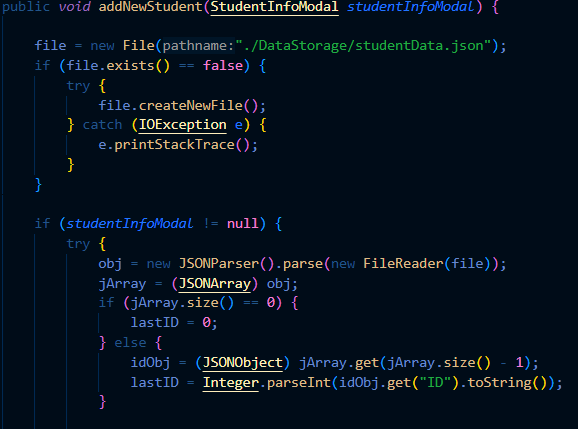 public void addNewStudent(StudentInfoModal studentInfoModal) {
file = new File(pathname:"./DataStorage/studentData.json");
if (file.exists() == false) {
try {
file.createNewFile();
} catch (IOException e) {
e.printStackTrace();
}
}
if (studentInfoModal != null) {
try {
obj = new JSONParser().parse(new FileReader(file));
jArray = (JSONArray) obj;
if (jArray.size() == 0) {
lastID = 0;
} else {
idObj = (JSONObject) jArray.get(jArray.size() - 1);
lastID = Integer.parseInt(idObj.get("ID").toString());
}